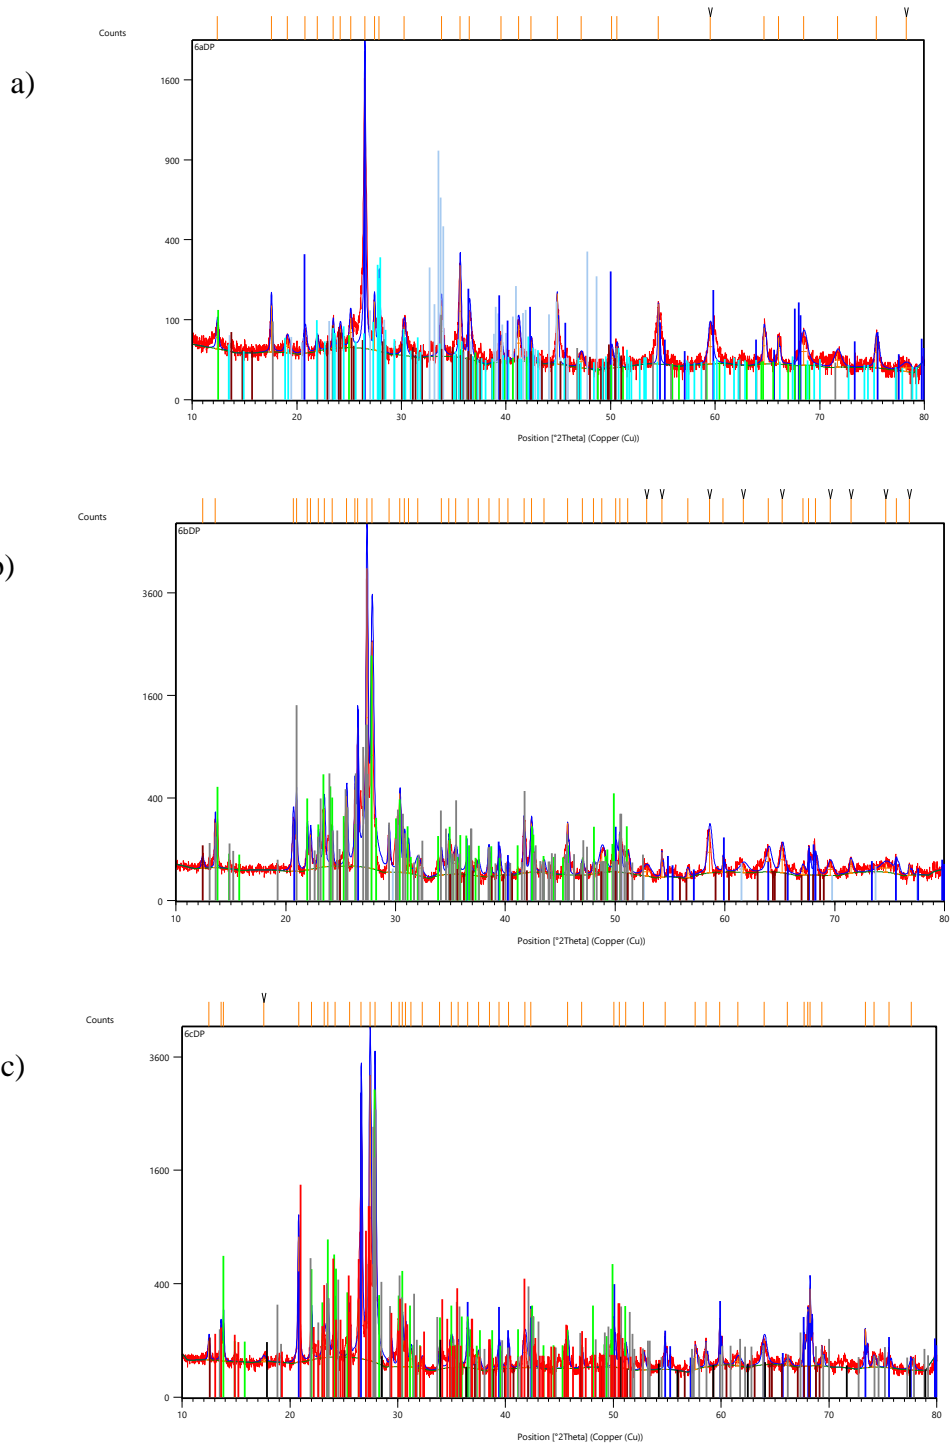 Counts
6aDP
a)
1600
900
400
100
0
10 20 30 40 50 60 70 80
Position [°2Theta] (Copper (Cu))
Counts
6bDP
b)
3600
1600
400
0
10 20 30 40 50 60 70 80
Position [°2Theta] (Copper (Cu))
Counts
6cDP
c)
3600
1600
400
0
10 20 30 40 50 60 70 80
Position [°2Theta] (Copper (Cu))